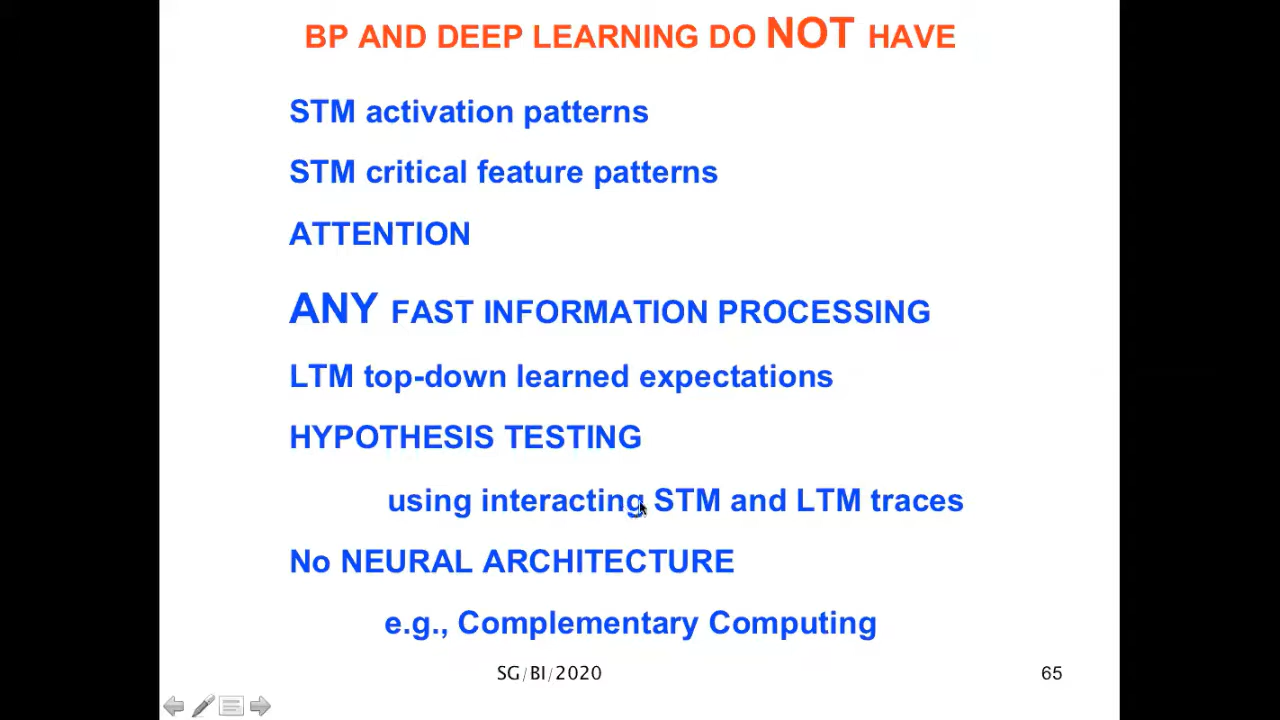 BP AND DEEP LEARNING DO NOT HAVE
STM activation patterns
STM critical feature patterns
ATTENTION
ANY FAST INFORMATION PROCESSING
LTM top-down learned expectations
HYPOTHESIS TESTING
using interacting STM and LTM traces
No NEURAL ARCHITECTURE
e.g., Complementary Computing
SG/BI/2020
65